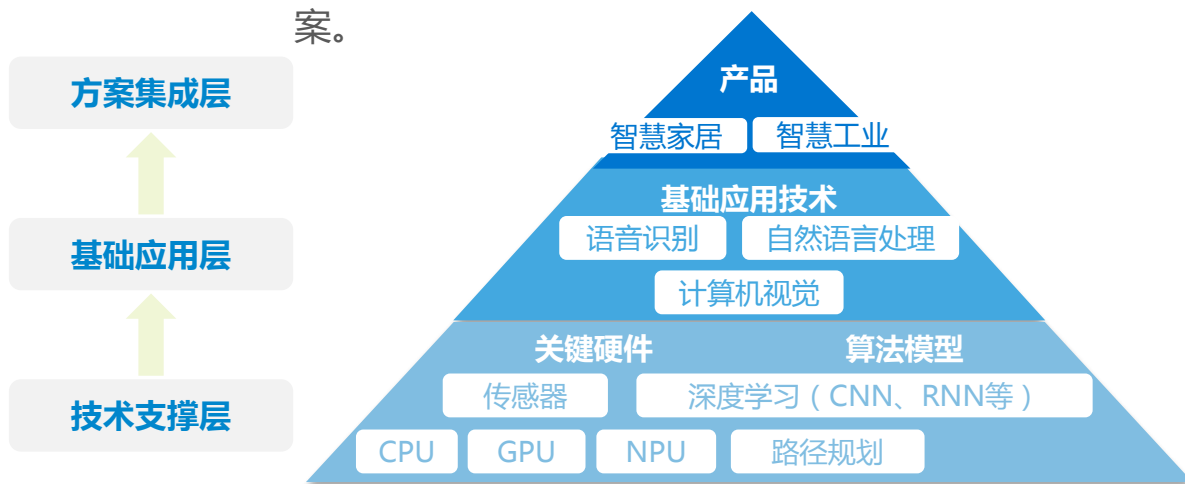 案。
方案集成层
基础应用层
技术支撑层
产品
智慧家居 智慧工业
基础应用技术
语音识别 自然语言处理
计算机视觉
关键硬件 算法模型
传感器 深度学习（CNN、RNN等）
CPU GPU NPU 路径规划